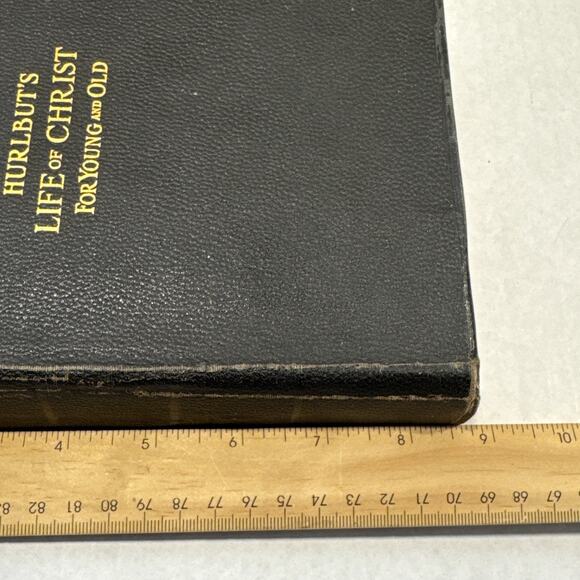 HURLBUT'S
LIFE OF CHRIST
FOR YOUNG AND OLD
4 5 6 7 8 9 10
82 81 80 79 78 77 76 75 74 73 72 71 70 69 68 67